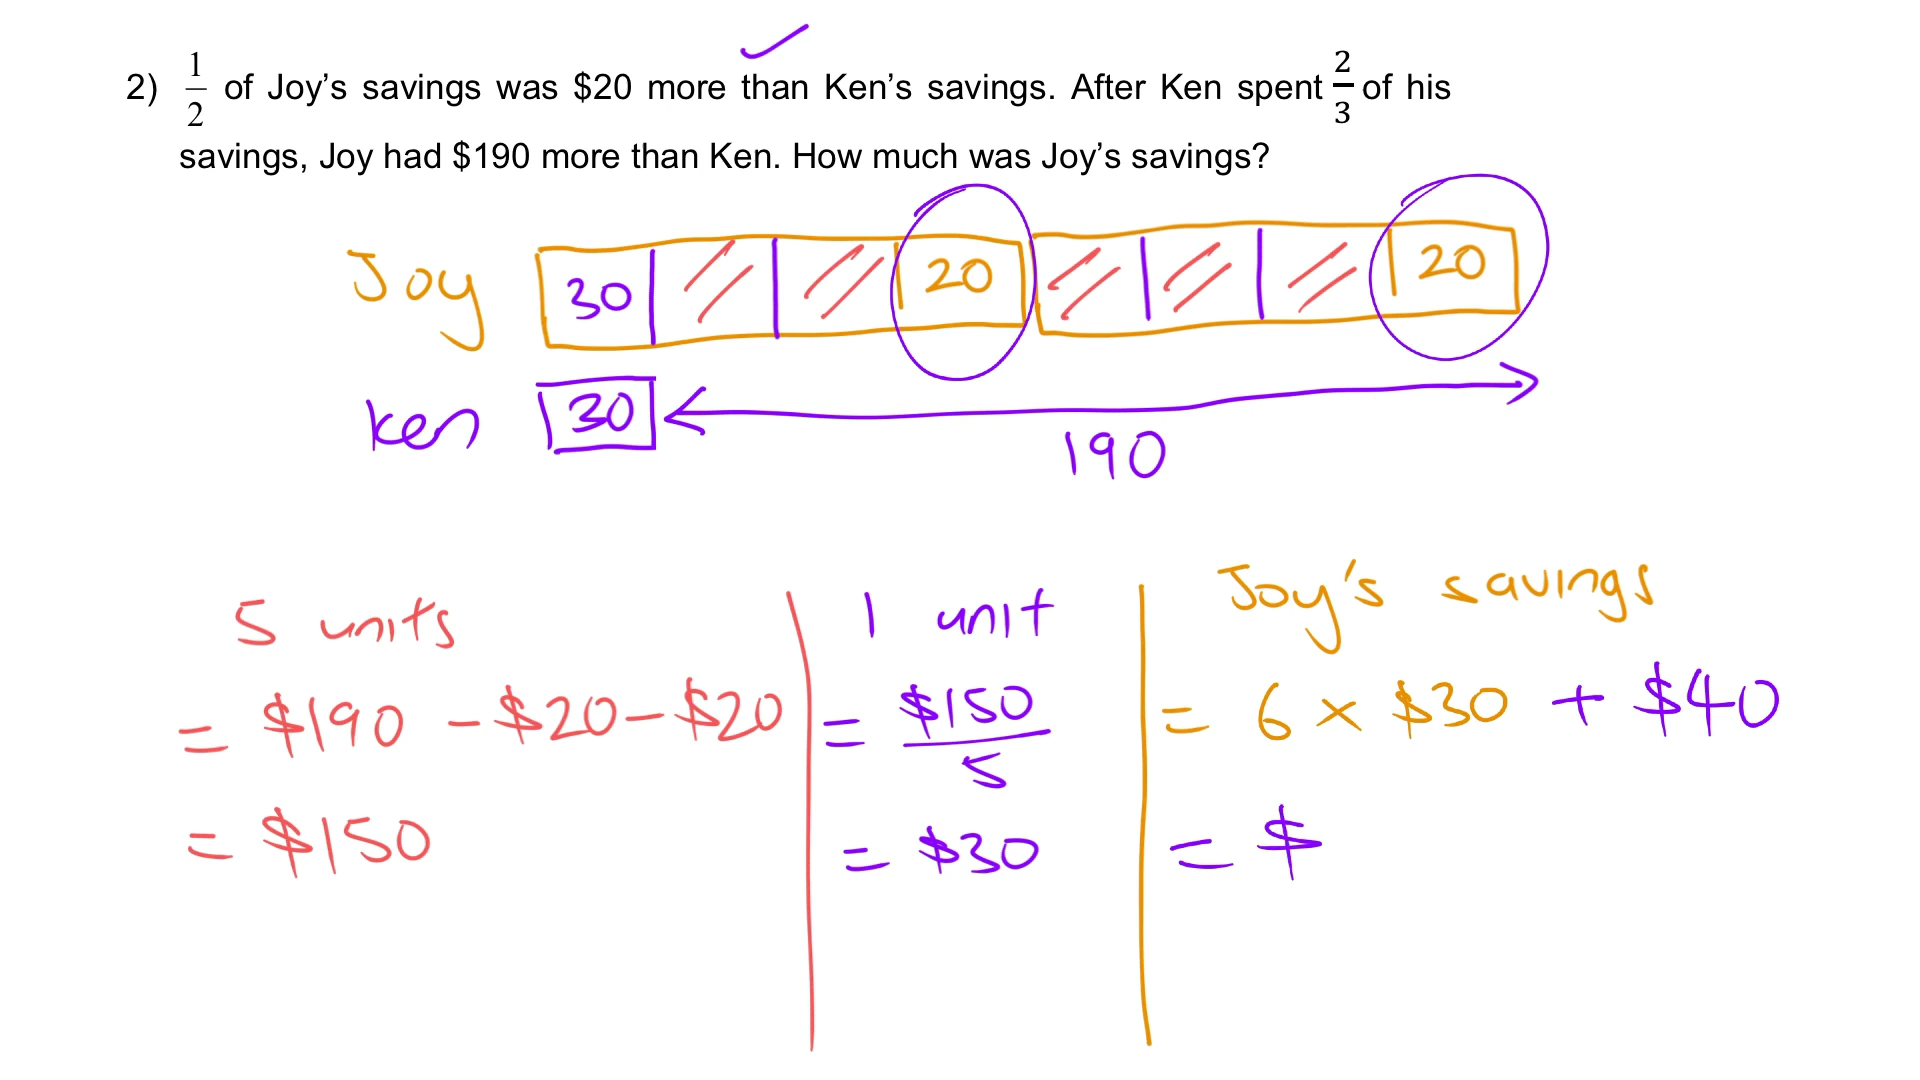 2) 1/2 of Joy’s savings was $20 more than Ken’s savings. After Ken spent 2/3 of his
savings, Joy had $190 more than Ken. How much was Joy’s savings?
Joy 30 20 20
Ken 30
190
5 units
= $190 - $20 - $20
= $150
1 unit
= $150/5
= $30
Joy's savings
= 6 x $30 + $40
= $